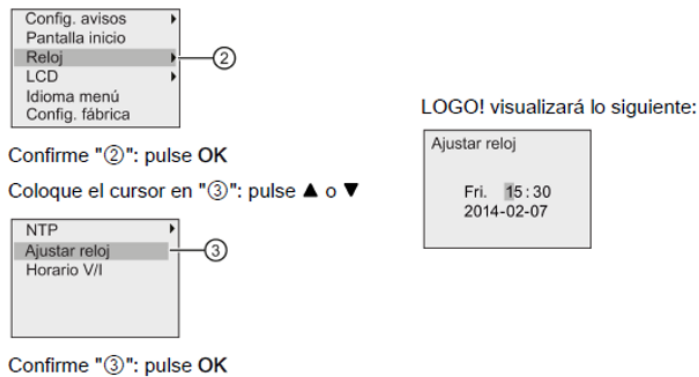 Config. avisos
Pantalla inicio
Reloj
②
LCD
Idioma menú
Config. fábrica
Confirme "②": pulse OK
Coloque el cursor en "③": pulse ▲ o ▼
NTP
Ajustar reloj
③
Horario V/I
Confirme "③": pulse OK
LOGO! visualizará lo siguiente:
Ajustar reloj
Fri. 15:30
2014-02-07